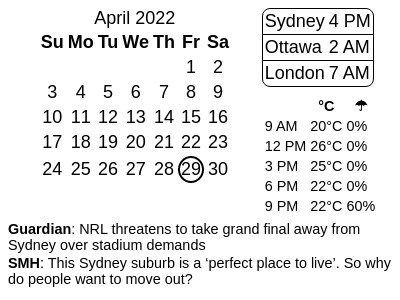 April 2022
Su Mo Tu We Th Fr Sa
1 2
3 4 5 6 7 8 9
10 11 12 13 14 15 16
17 18 19 20 21 22 23
24 25 26 27 28 29 30
Sydney 4 PM
Ottawa 2 AM
London 7 AM
°C ☂
9 AM 20°C 0%
12 PM 26°C 0%
3 PM 25°C 0%
6 PM 22°C 0%
9 PM 22°C 60%
Guardian: NRL threatens to take grand final away from
Sydney over stadium demands
SMH: This Sydney suburb is a ‘perfect place to live’. So why
do people want to move out?